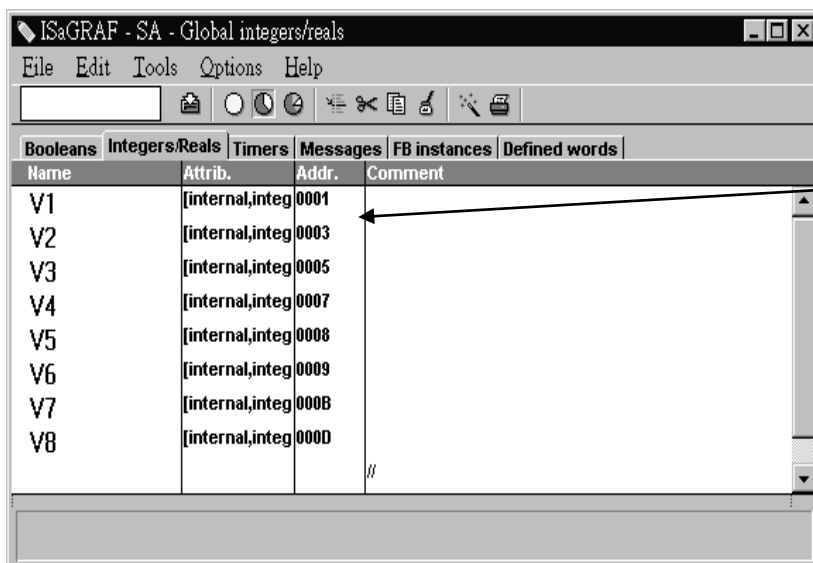 ISaGRAF - SA - Global integers/reals
File Edit Tools Options Help
Booleans Integers/Reals Timers Messages FB instances Defined words
Name Attrib. Addr. Comment
V1 [internal,integ 0001
V2 [internal,integ 0003
V3 [internal,integ 0005
V4 [internal,integ 0007
V5 [internal,integ 0008
V6 [internal,integ 0009
V7 [internal,integ 000B
V8 [internal,integ 000D
//